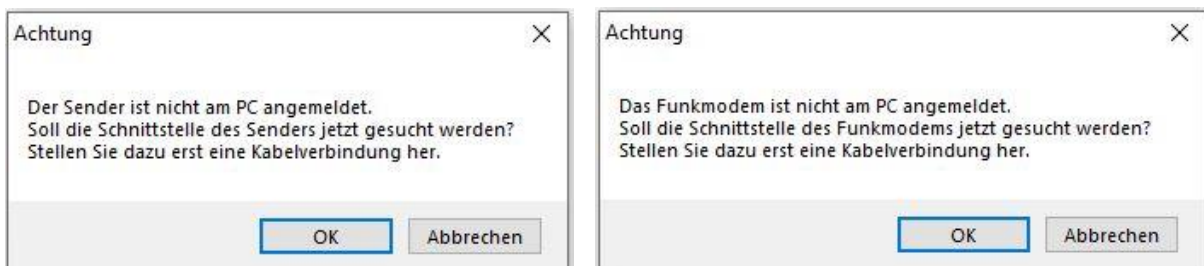 Achtung
Der Sender ist nicht am PC angemeldet.
Soll die Schnittstelle des Senders jetzt gesucht werden?
Stellen Sie dazu erst eine Kabelverbindung her.
OK
Abbrechen
Achtung
Das Funkmodem ist nicht am PC angemeldet.
Soll die Schnittstelle des Funkmodems jetzt gesucht werden?
Stellen Sie dazu erst eine Kabelverbindung her.
OK
Abbrechen